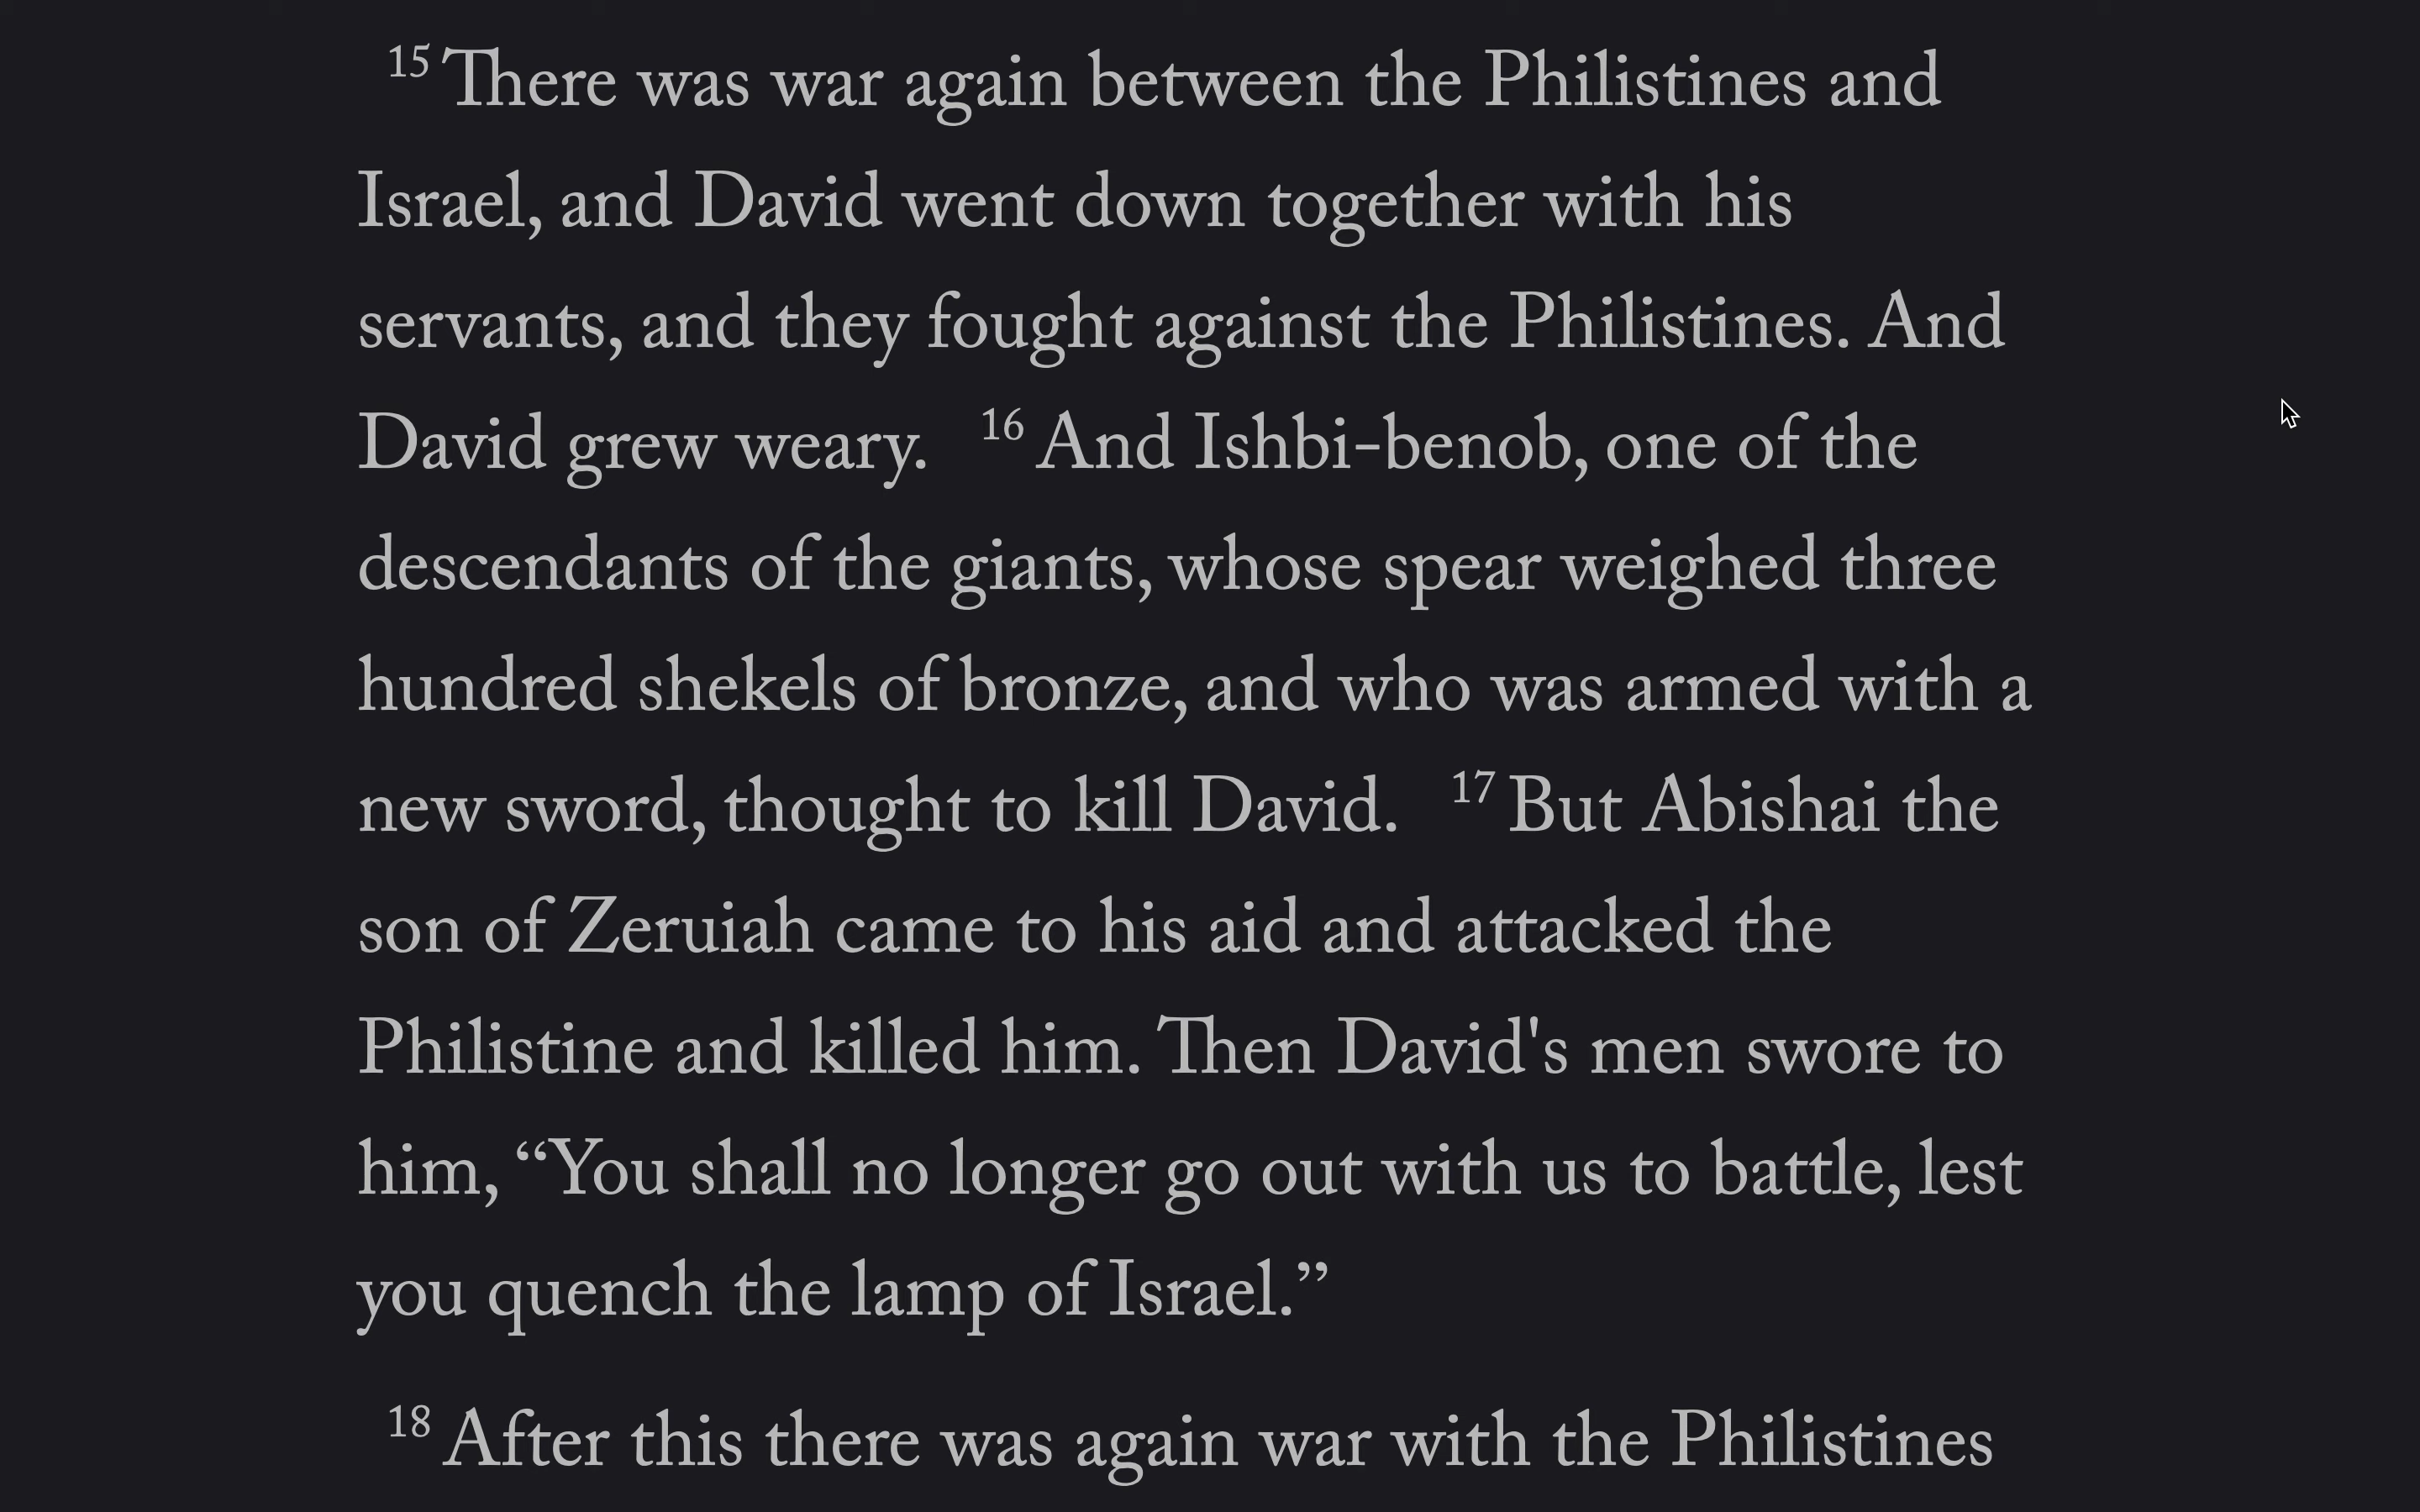 15 There was war again between the Philistines and
Israel, and David went down together with his
servants, and they fought against the Philistines. And
David grew weary. 16 And Ishbi-benob, one of the
descendants of the giants, whose spear weighed three
hundred shekels of bronze, and who was armed with a
new sword, thought to kill David. 17 But Abishai the
son of Zeruiah came to his aid and attacked the
Philistine and killed him. Then David's men swore to
him, “You shall no longer go out with us to battle, lest
you quench the lamp of Israel.”
18 After this there was again war with the Philistines